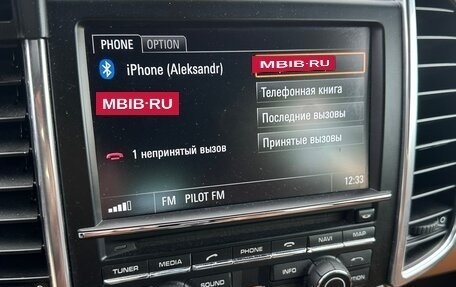 PHONE OPTION
iPhone (Aleksandr)
MBIB·RU
MBIB·RU
Телефонная книга
Последние вызовы
1 непринятый вызов
Принятые вызовы
FM PILOT FM
12:33
TUNER MEDIA PHONE NAVI MAP
SOUND INFO OPTION